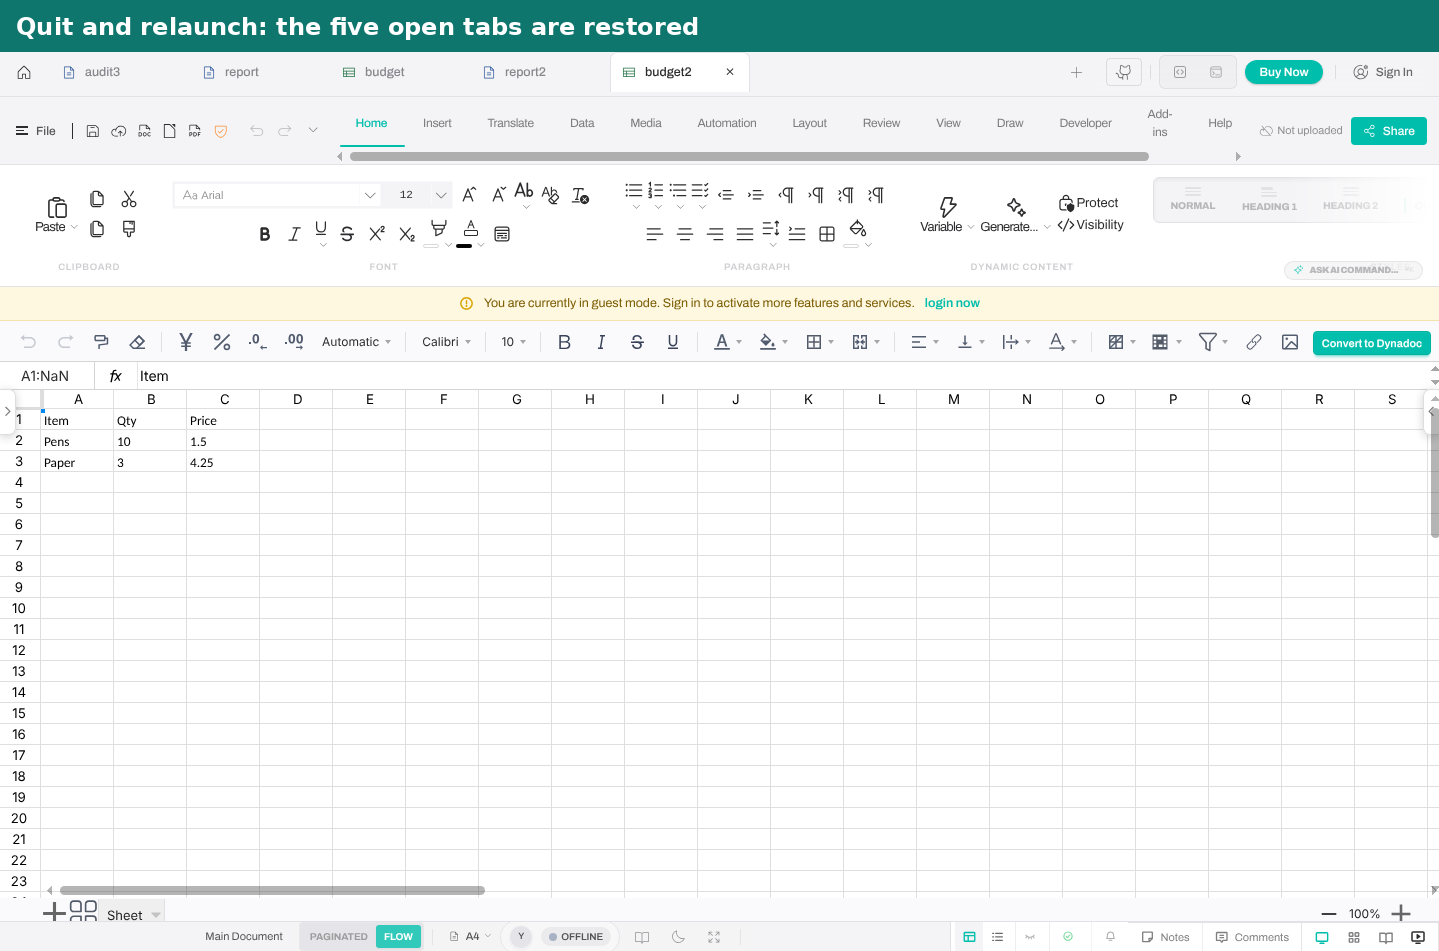 Quit and relaunch: the five open tabs are restored
audit3 report budget report2 budget2
Buy Now Sign In
File Home Insert Translate Data Media Automation Layout Review View Draw Developer Add-ins Help Not uploaded Share
Aa Arial 12
Paste Variable Generate... Protect
Visibility
NORMAL HEADING 1 HEADING 2
CLIPBOARD FONT PARAGRAPH DYNAMIC CONTENT ASK AI COMMAND...
You are currently in guest mode. Sign in to activate more features and services. login now
¥ % .0 .00 Automatic Calibri 10 B I S U A Convert to Dynadoc
A1:NaN fx Item
A B C D E F G H I J K L M N O P Q R S
1 Item Qty Price
2 Pens 10 1.5
3 Paper 3 4.25
4
5
6
7
8
9
10
11
12
13
14
15
16
17
18
19
20
21
22
23
Sheet 100%
Main Document PAGINATED FLOW A4 Y OFFLINE Notes Comments